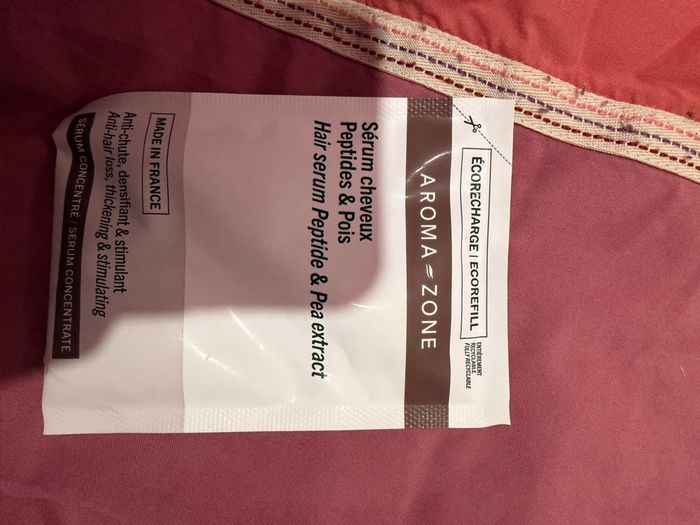 ÉCORECHARGE | ECOREFILL
ENTIÈREMENT
RECYCLABLE
FULLY RECYCLABLE
AROMA ZONE
Sérum cheveux
Peptides & Pois
Hair serum Peptide & Pea extract
MADE IN FRANCE
Anti-chute, densifiant & stimulant
Anti-hair loss, thickening & stimulating
SÉRUM CONCENTRÉ / SERUM CONCENTRATE